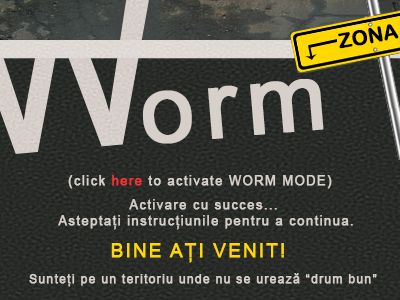 ZONA
Worm
(click here to activate WORM MODE)
Activare cu succes...
Asteptați instrucțiunile pentru a continua.
BINE AȚI VENIT!
Sunteți pe un teritoriu unde nu se urează "drum bun"